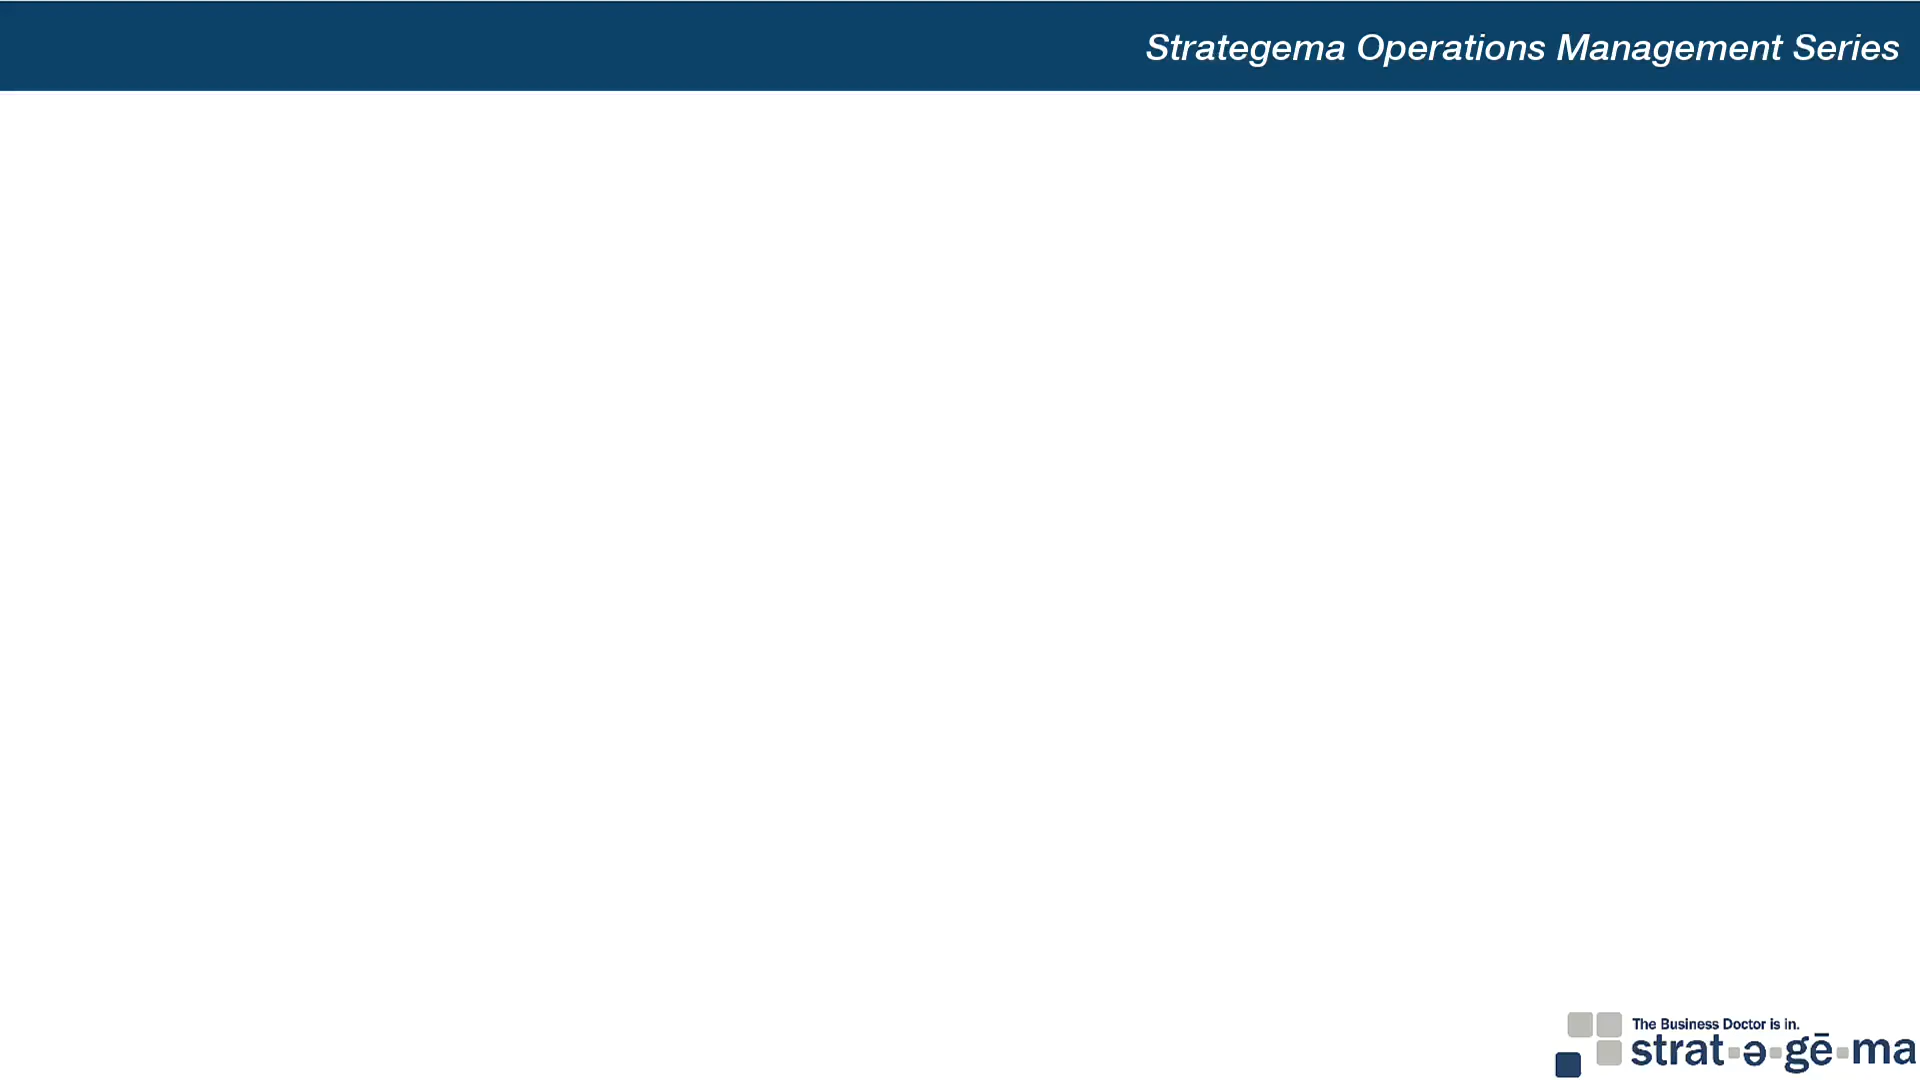 Strategema Operations Management Series
The Business Doctor is in.
strat▪ə▪gē▪ma